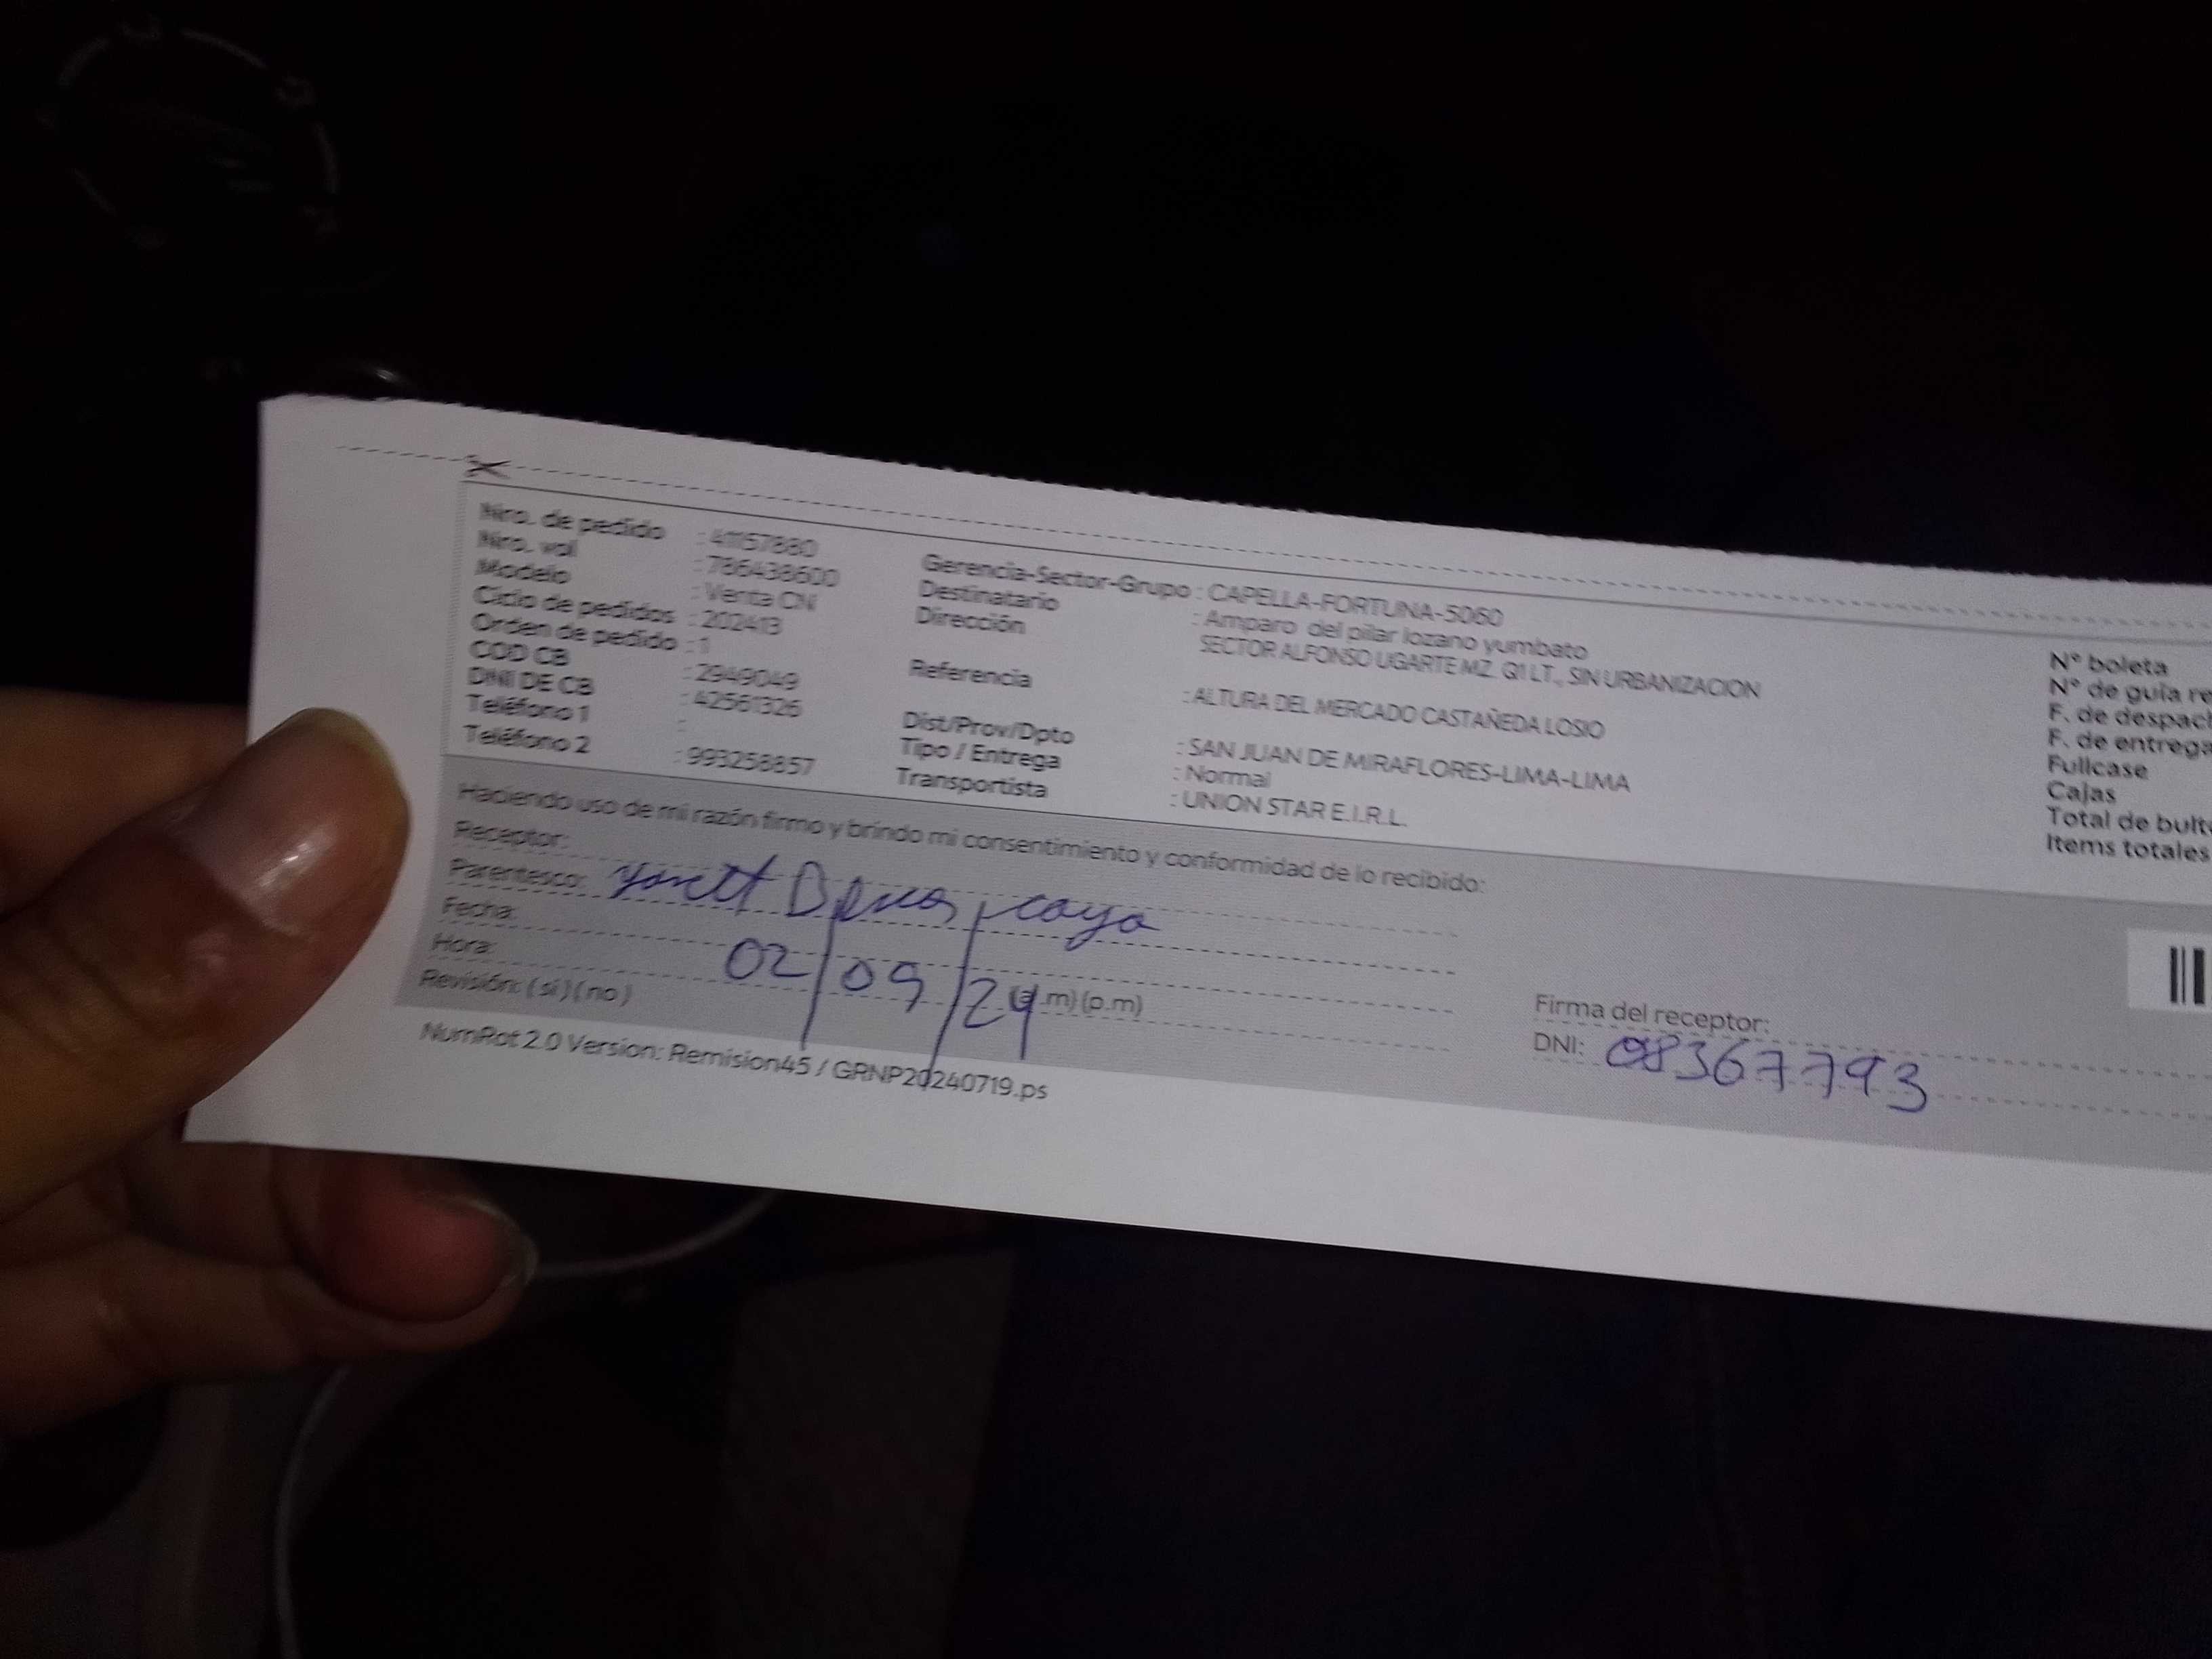 Nro. de pedido : 41157880
Nro. vol : 786438600
Modelo : Venta CN
Ciclo de pedidos : 202413
Orden de pedido : 1
COD CB : 2949049
DNI DE CB : 42561326
Teléfono 1 :
Teléfono 2 : 993258857
Gerencia-Sector-Grupo : CAPELLA-FORTUNA-5060
Destinatario : Amparo del pilar lozano yumbato
Dirección SECTOR ALFONSO UGARTE MZ. Q1 LT., SIN URBANIZACION
Referencia : ALTURA DEL MERCADO CASTAÑEDA LOSIO
Dist/Prov/Dpto : SAN JUAN DE MIRAFLORES-LIMA-LIMA
Tipo / Entrega : Normal
Transportista : UNION STAR E.I.R.L.
N° boleta
N° de guía re
F. de despach
F. de entrega
Fullcase
Cajas
Total de bult
Items totales
Haciendo uso de mi razón firmo y brindo mi consentimiento y conformidad de lo recibido:
Receptor:
Parentesco: caya
Fecha: 02/09/24
Hora: .m) (p.m)
Revisión: ( si ) ( no )
Firma del receptor:
DNI: 08367793
NumRot 2.0 Version: Remision45 / GRNP20240719.ps